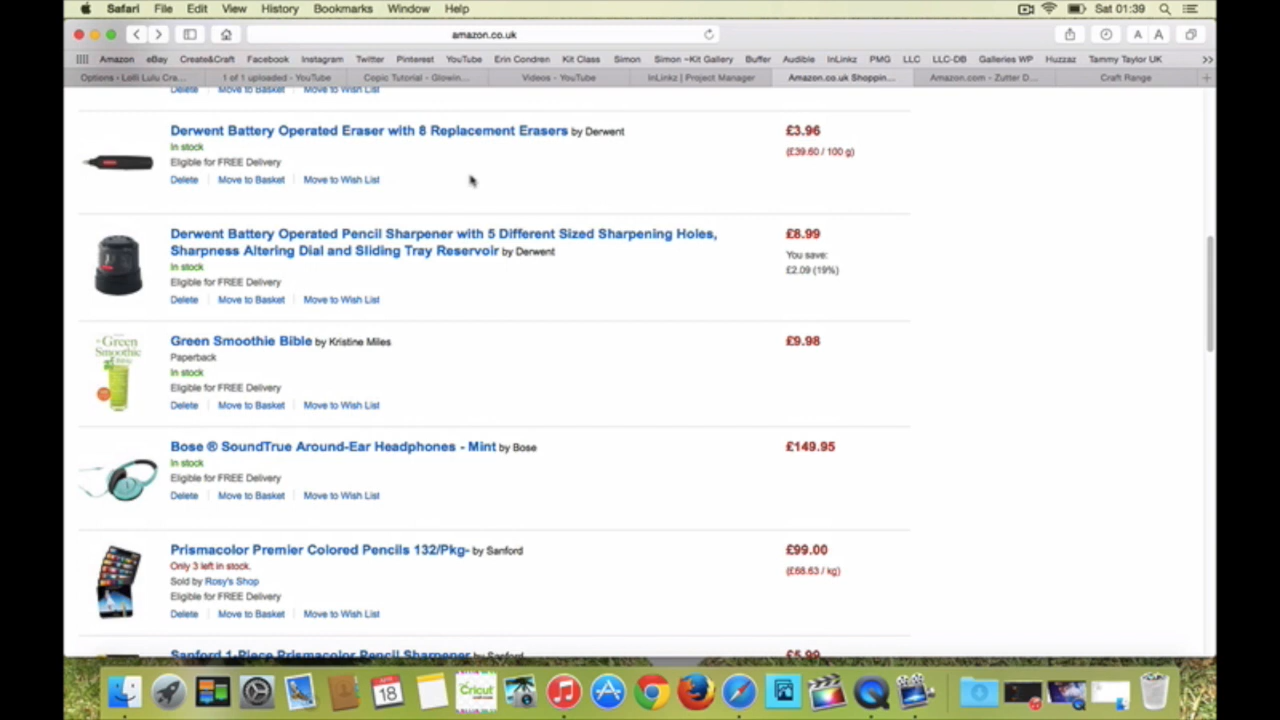 Safari File Edit View History Bookmarks Window Help Sat 01:39
amazon.co.uk
Amazon eBay Create&Craft Facebook Instagram Twitter Pinterest YouTube Erin Condren Kit Class Simon Simon ~Kit Gallery Buffer Audible InLinkz PMG LLC LLC-DB Galleries WP Huzzaz Tammy Taylor UK
Options ‹ Lolli Lulu Cra... 1 of 1 uploaded - YouTube Copic Tutorial - Glowin... Videos - YouTube InLinkz | Project Manager Amazon.co.uk Shoppin... Amazon.com - Zutter D... Craft Range
Delete Move to Basket Move to Wish List
Derwent Battery Operated Eraser with 8 Replacement Erasers by Derwent £3.96
In stock (£39.60 / 100 g)
Eligible for FREE Delivery
Delete Move to Basket Move to Wish List
Derwent Battery Operated Pencil Sharpener with 5 Different Sized Sharpening Holes, £8.99
Sharpness Altering Dial and Sliding Tray Reservoir by Derwent You save:
In stock £2.09 (19%)
Eligible for FREE Delivery
Delete Move to Basket Move to Wish List
Green Smoothie Bible by Kristine Miles £9.98
Green
Smoothie
Paperback
In stock
Eligible for FREE Delivery
Delete Move to Basket Move to Wish List
Bose ® SoundTrue Around-Ear Headphones - Mint by Bose £149.95
In stock
Eligible for FREE Delivery
Delete Move to Basket Move to Wish List
Prismacolor Premier Colored Pencils 132/Pkg- by Sanford £99.00
Only 3 left in stock. (£68.63 / kg)
Sold by Rosy's Shop
Eligible for FREE Delivery
Delete Move to Basket Move to Wish List
Sanford 1-Piece Prismacolor Pencil Sharpener by Sanford £5.99
18
Cricut